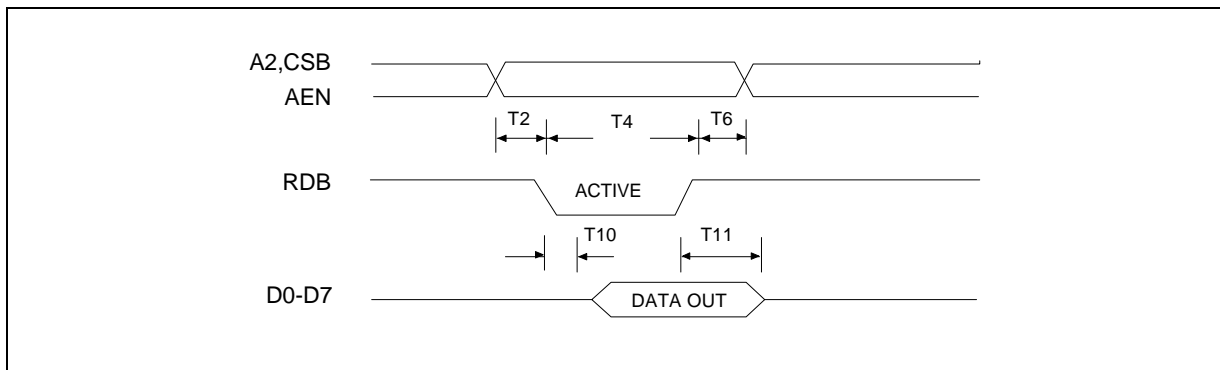 A2,CSB
AEN
T2
T4
T6
RDB
ACTIVE
T10
T11
D0-D7
DATA OUT